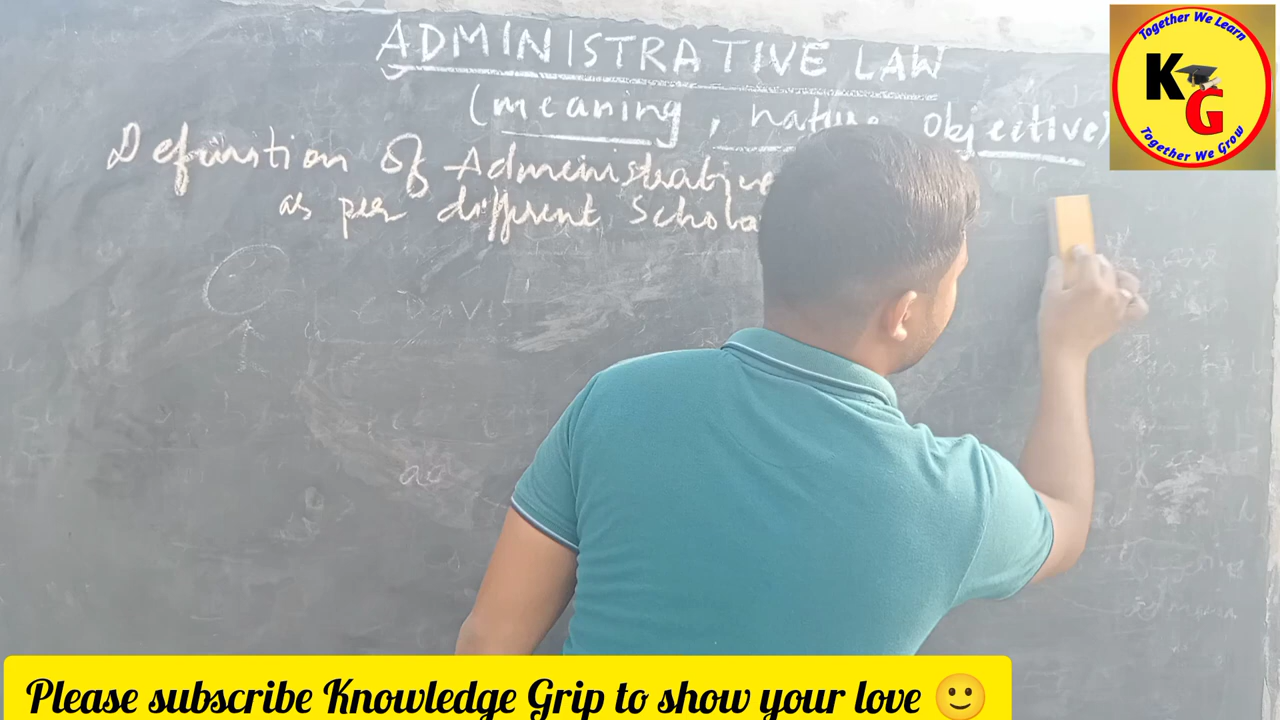 ADMINISTRATIVE LAW
(meaning, nature, objective)
Definition of Administrative
as per different Schola
Davis
Together We Learn
KG
Together We Grow
Please subscribe Knowledge Grip to show your love 🙂